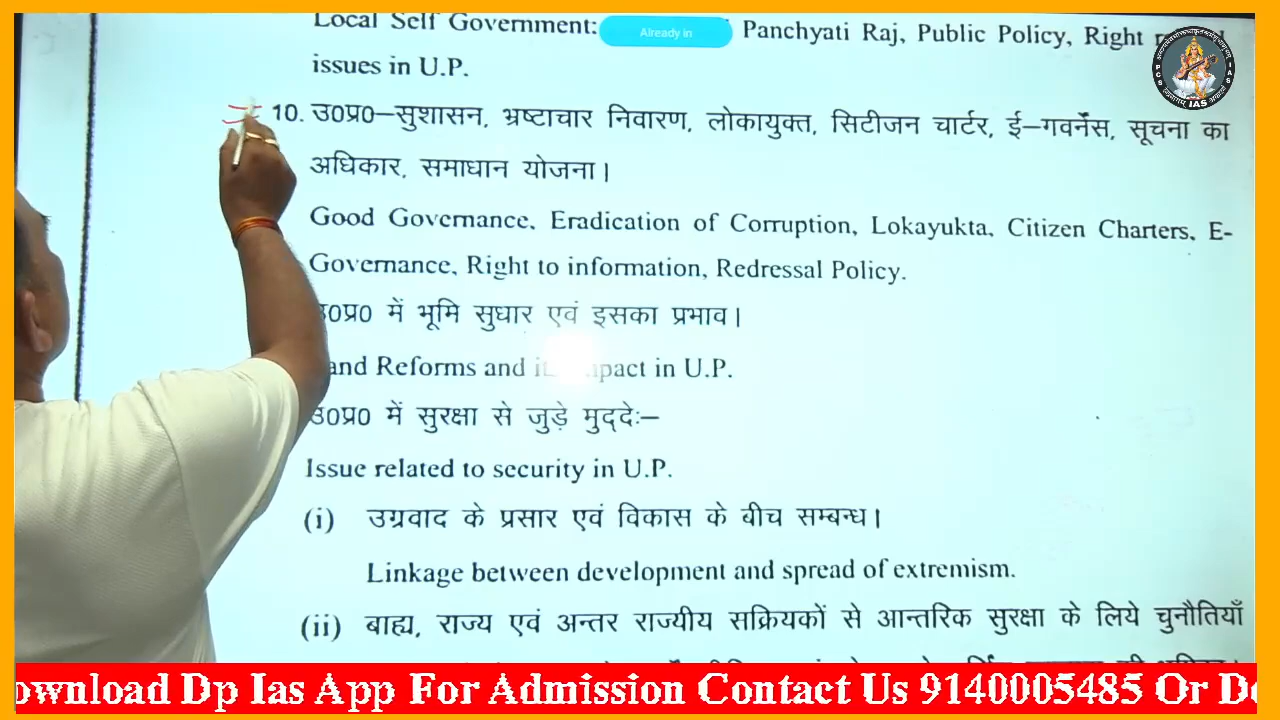 Local Self Government: Already in Panchyati Raj, Public Policy, Right
issues in U.P.
10. उ0प्र0–सुशासन, भ्रष्टाचार निवारण, लोकायुक्त, सिटीजन चार्टर, ई–गवर्नेंस, सूचना का
अधिकार, समाधान योजना।
Good Governance, Eradication of Corruption, Lokayukta, Citizen Charters, E-
Governance, Right to information, Redressal Policy.
उ0प्र0 में भूमि सुधार एवं इसका प्रभाव।
and Reforms and in U.P.
उ0प्र0 में सुरक्षा से जुड़े मुद्देः–
Issue related to security in U.P.
(i) उग्रवाद के प्रसार एवं विकास के बीच सम्बन्ध।
Linkage between development and spread of extremism.
(ii) बाह्य, राज्य एवं अन्तर राज्यीय सक्रियकों से आन्तरिक सुरक्षा के लिये चुनौतियाँ
ownload Dp Ias App For Admission Contact Us 9140005485 Or
PCS IAS IAS